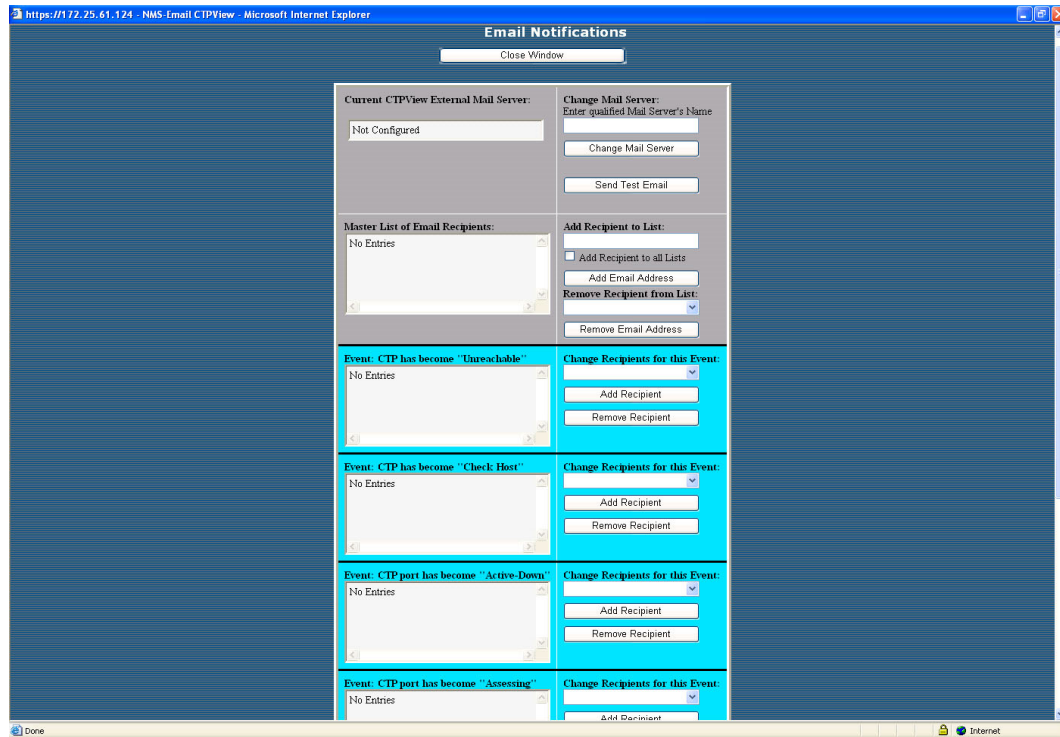 https://172.25.61.124 - NMS-Email CTPView - Microsoft Internet Explorer
Email Notifications
Close Window
Current CTPView External Mail Server:
Not Configured
Change Mail Server:
Enter qualified Mail Server's Name
Change Mail Server
Send Test Email
Master List of Email Recipients:
No Entries
Add Recipient to List:
Add Recipient to all Lists
Add Email Address
Remove Recipient from List:
Remove Email Address
Event: CTP has become "Unreachable"
No Entries
Change Recipients for this Event:
Add Recipient
Remove Recipient
Event: CTP has become "Check Host"
No Entries
Change Recipients for this Event:
Add Recipient
Remove Recipient
Event: CTP port has become "Active-Down"
No Entries
Change Recipients for this Event:
Add Recipient
Remove Recipient
Event: CTP port has become "Assessing"
No Entries
Change Recipients for this Event:
Add Recipient
Done
Internet